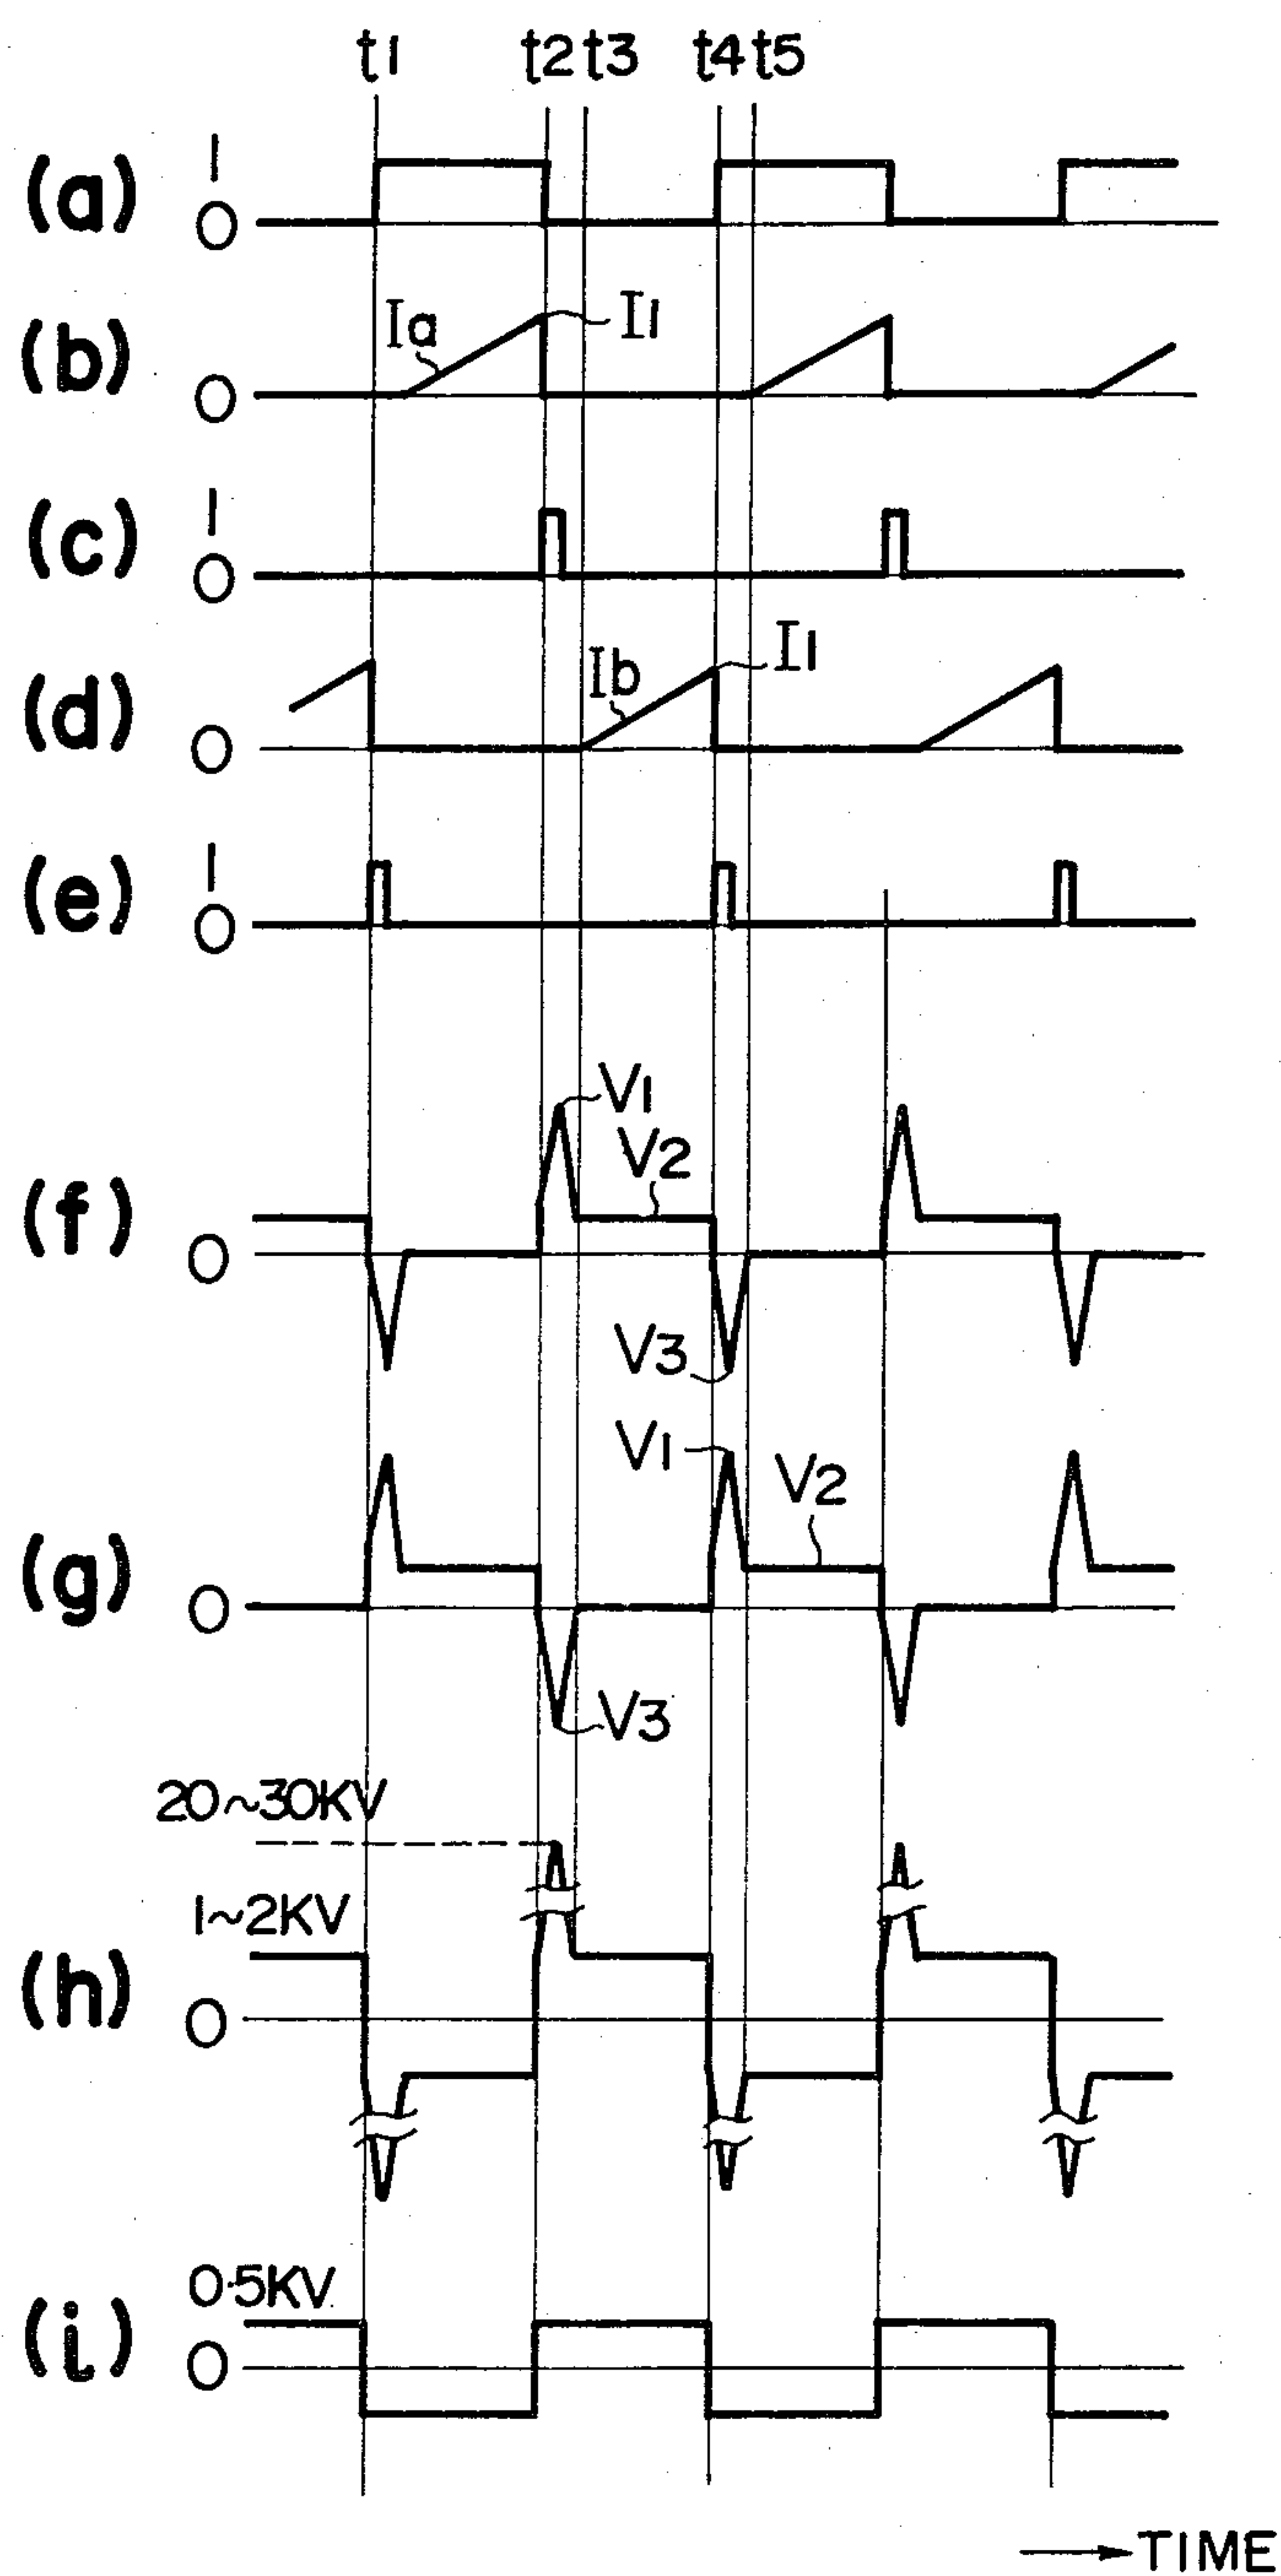 t1 t2 t3 t4 t5
(a) 1
0
(b) Ia I1
0
(c) 1
0
(d) Ib I1
0
(e) 1
0
V1
V2
(f) 0
V3
V1 V2
(g) 0
V3
20~30KV
1~2KV
(h) 0
0.5KV
(i) 0
TIME